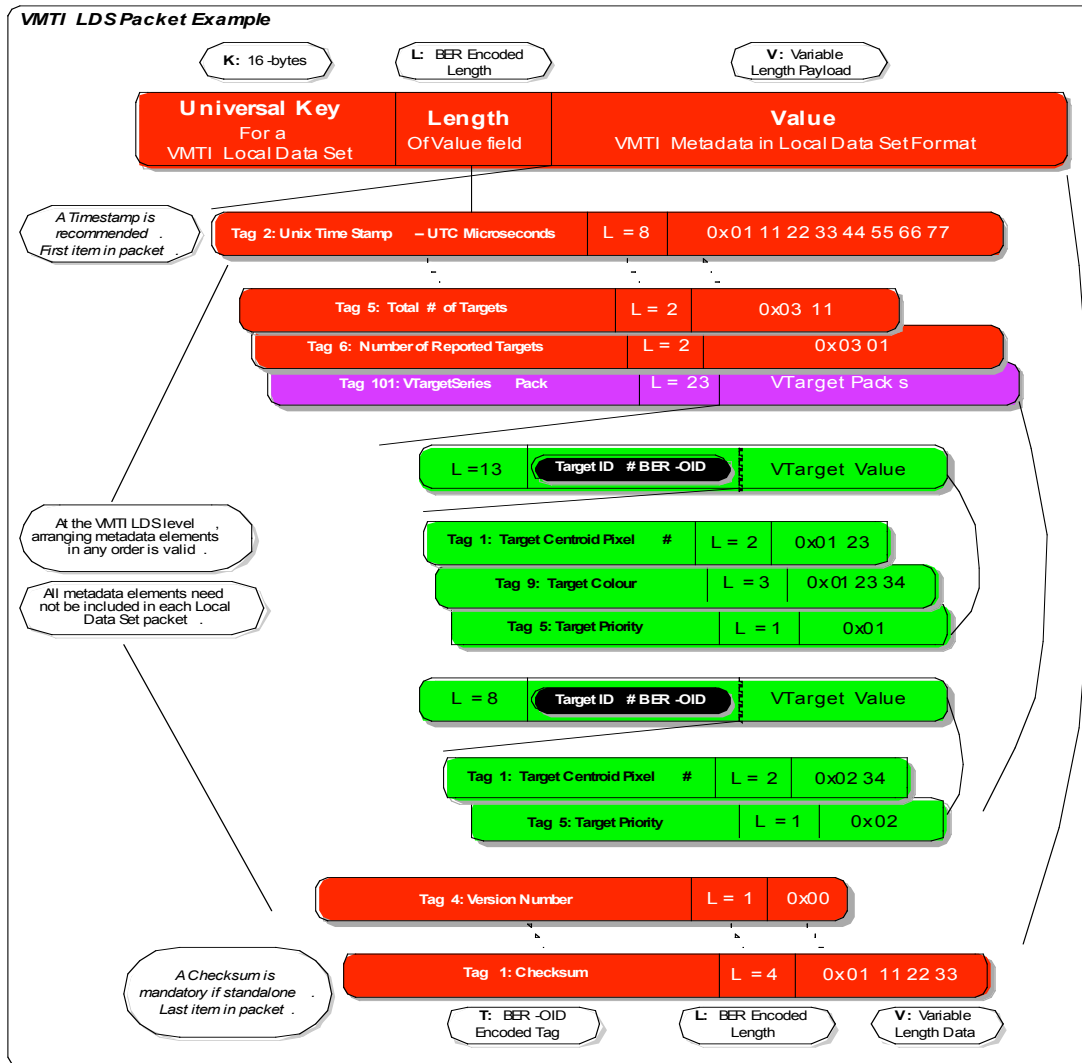 VMTI LDS Packet Example
K: 16 -bytes
L: BER Encoded
Length
V: Variable
Length Payload
Universal Key
For a
VMTI Local Data Set
Length
Of Value field
Value
VMTI Metadata in Local Data Set Format
A Timestamp is
recommended .
First item in packet .
Tag 2: Unix Time Stamp – UTC Microseconds L = 8 0x01 11 22 33 44 55 66 77
Tag 5: Total # of Targets L = 2 0x03 11
Tag 6: Number of Reported Targets L = 2 0x03 01
Tag 101: VTargetSeries Pack L = 23 VTarget Pack s
L =13 Target ID # BER -OID VTarget Value
Tag 1: Target Centroid Pixel # L = 2 0x01 23
Tag 9: Target Colour L = 3 0x01 23 34
Tag 5: Target Priority L = 1 0x01
At the VMTI LDS level ,
arranging metadata elements
in any order is valid .
All metadata elements need
not be included in each Local
Data Set packet .
L = 8 Target ID # BER -OID VTarget Value
Tag 1: Target Centroid Pixel # L = 2 0x02 34
Tag 5: Target Priority L = 1 0x02
Tag 4: Version Number L = 1 0x00
Tag 1: Checksum L = 4 0x01 11 22 33
A Checksum is
mandatory if standalone .
Last item in packet .
T: BER -OID
Encoded Tag
L: BER Encoded
Length
V: Variable
Length Data